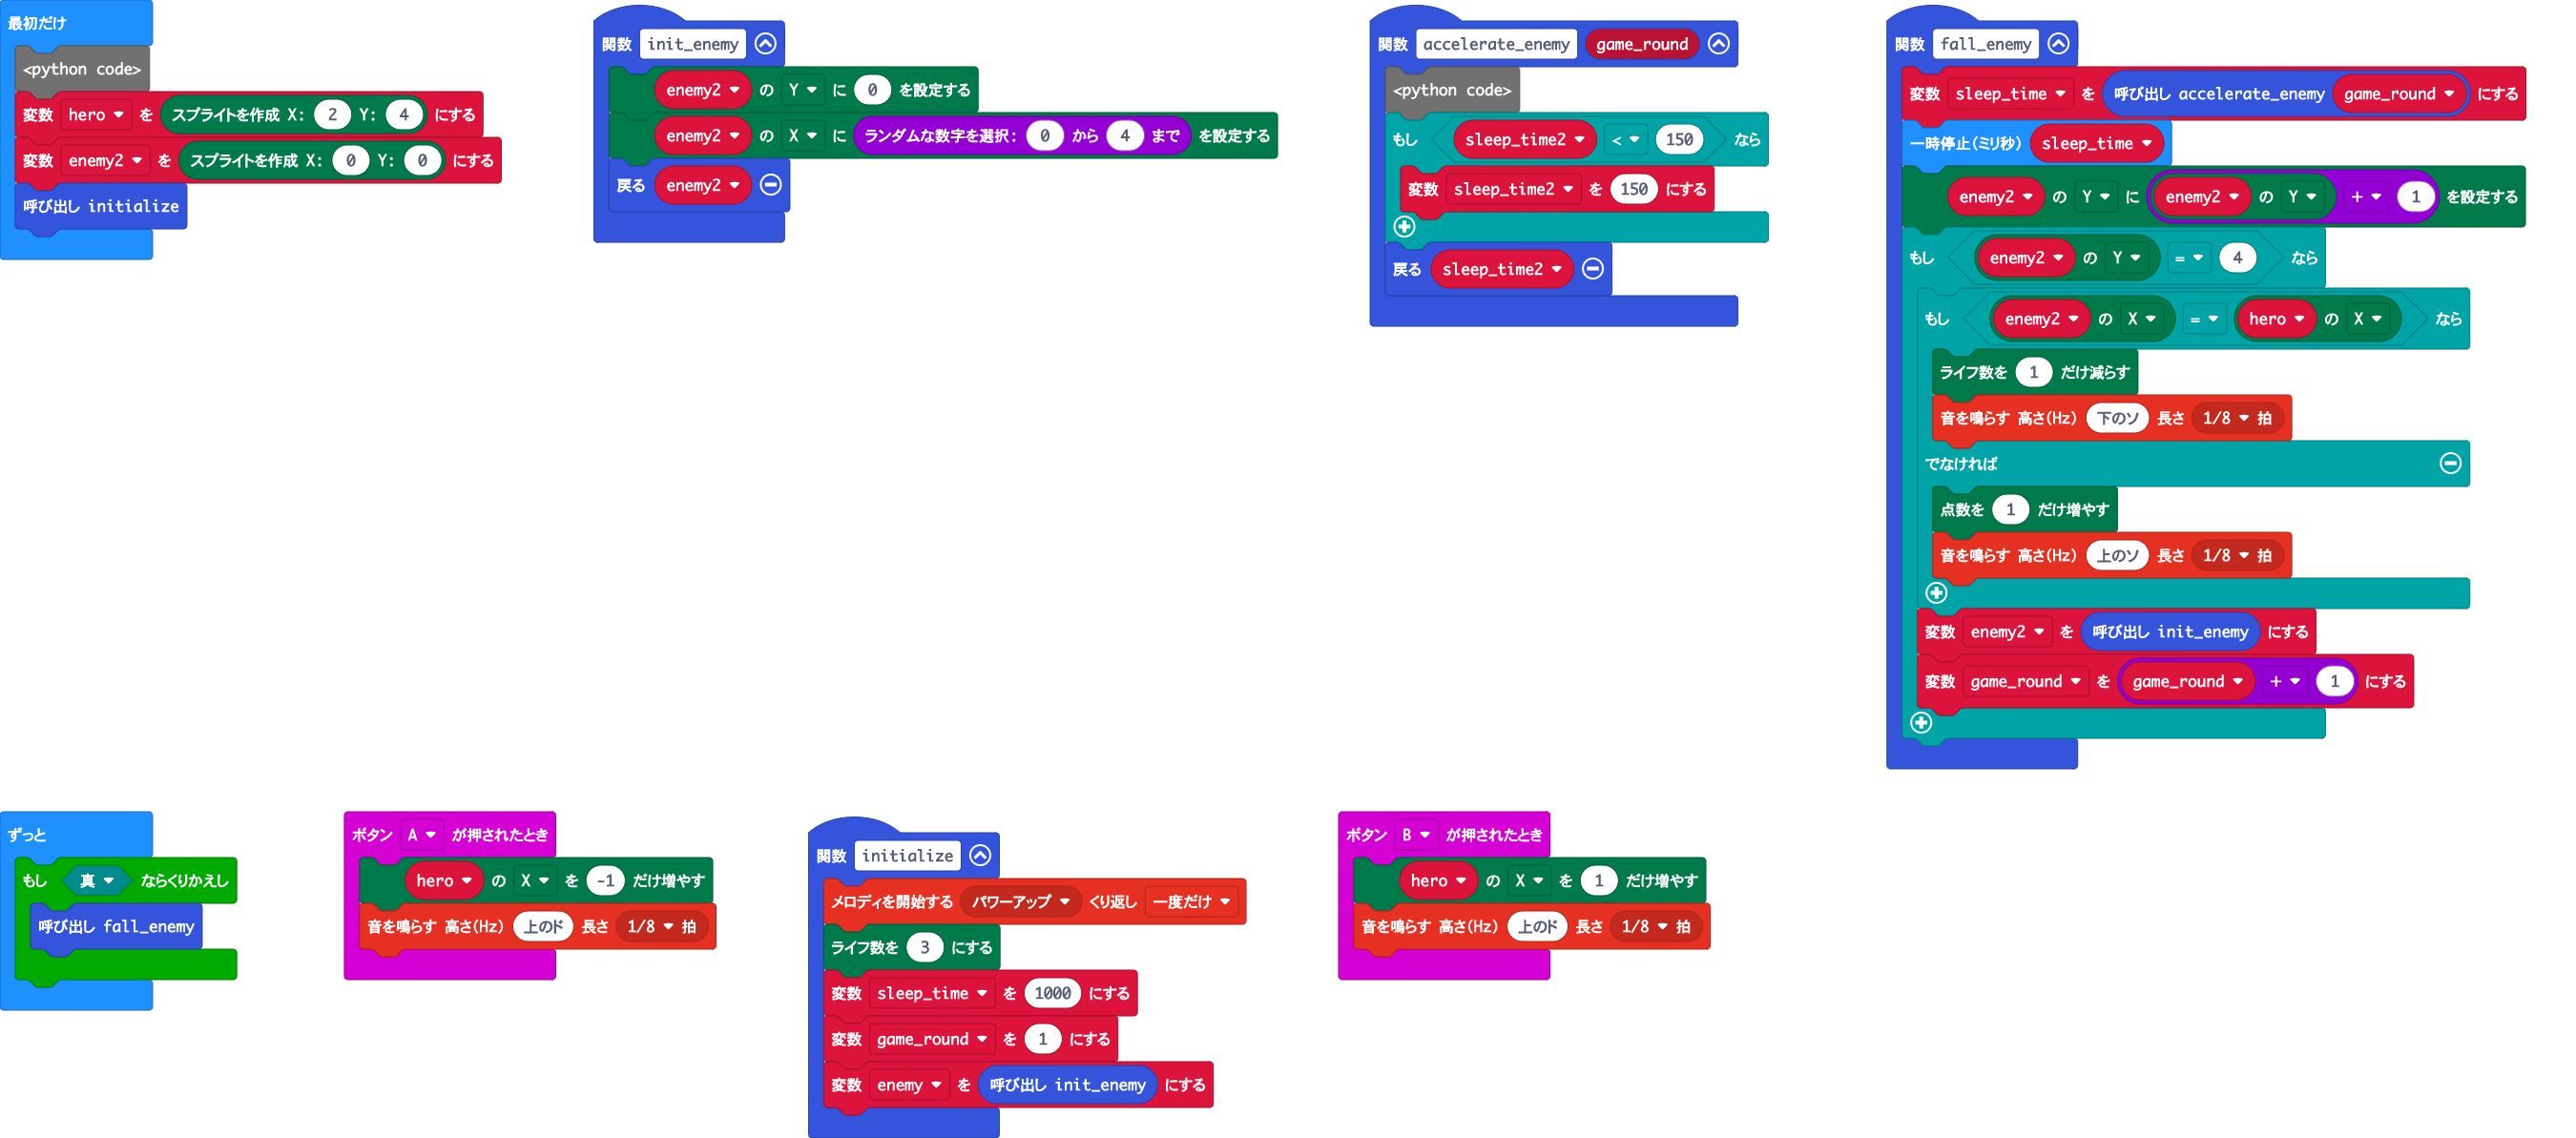 最初だけ
<python code>
変数 hero を スプライトを作成 X: 2 Y: 4 にする
変数 enemy2 を スプライトを作成 X: 0 Y: 0 にする
呼び出し initialize
関数 init_enemy
enemy2 の Y に 0 を設定する
enemy2 の X に ランダムな数字を選択: 0 から 4 まで を設定する
戻る enemy2
関数 accelerate_enemy game_round
<python code>
もし sleep_time2 < 150 なら
変数 sleep_time2 を 150 にする
戻る sleep_time2
関数 fall_enemy
変数 sleep_time を 呼び出し accelerate_enemy game_round にする
一時停止(ミリ秒) sleep_time
enemy2 の Y に enemy2 の Y + 1 を設定する
もし enemy2 の Y = 4 なら
もし enemy2 の X = hero の X なら
ライフ数を 1 だけ減らす
音を鳴らす 高さ(Hz) 下のソ 長さ 1/8 拍
でなければ
点数を 1 だけ増やす
音を鳴らす 高さ(Hz) 上のソ 長さ 1/8 拍
変数 enemy2 を 呼び出し init_enemy にする
変数 game_round を game_round + 1 にする
ずっと
もし 真 ならくりかえし
呼び出し fall_enemy
ボタン A が押されたとき
hero の X を -1 だけ増やす
音を鳴らす 高さ(Hz) 上のド 長さ 1/8 拍
関数 initialize
メロディを開始する パワーアップ くり返し 一度だけ
ライフ数を 3 にする
変数 sleep_time を 1000 にする
変数 game_round を 1 にする
変数 enemy を 呼び出し init_enemy にする
ボタン B が押されたとき
hero の X を 1 だけ増やす
音を鳴らす 高さ(Hz) 上のド 長さ 1/8 拍